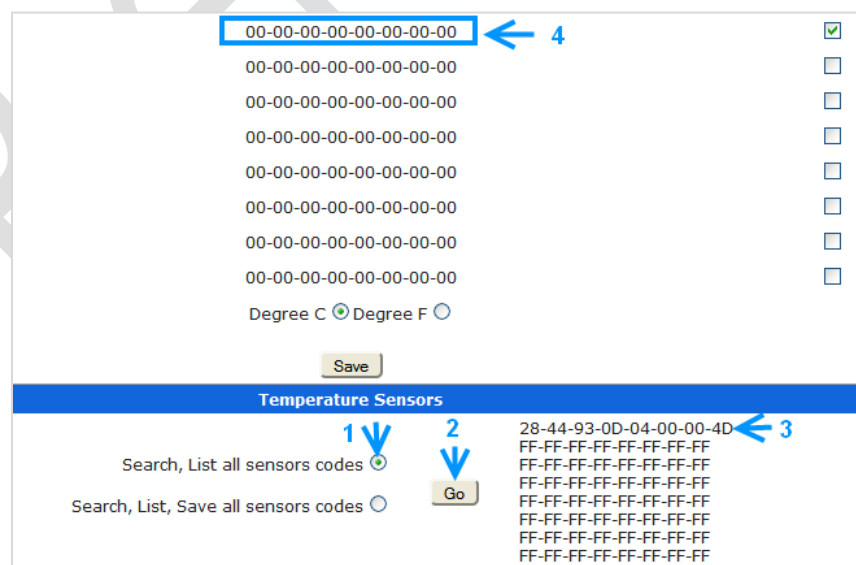 00-00-00-00-00-00-00-00 4
00-00-00-00-00-00-00-00
00-00-00-00-00-00-00-00
00-00-00-00-00-00-00-00
00-00-00-00-00-00-00-00
00-00-00-00-00-00-00-00
00-00-00-00-00-00-00-00
00-00-00-00-00-00-00-00
Degree C Degree F
Save
Temperature Sensors
1 2 28-44-93-0D-04-00-00-4D 3
FF-FF-FF-FF-FF-FF-FF-FF
Search, List all sensors codes FF-FF-FF-FF-FF-FF-FF-FF
FF-FF-FF-FF-FF-FF-FF-FF
Go FF-FF-FF-FF-FF-FF-FF-FF
Search, List, Save all sensors codes FF-FF-FF-FF-FF-FF-FF-FF
FF-FF-FF-FF-FF-FF-FF-FF
FF-FF-FF-FF-FF-FF-FF-FF